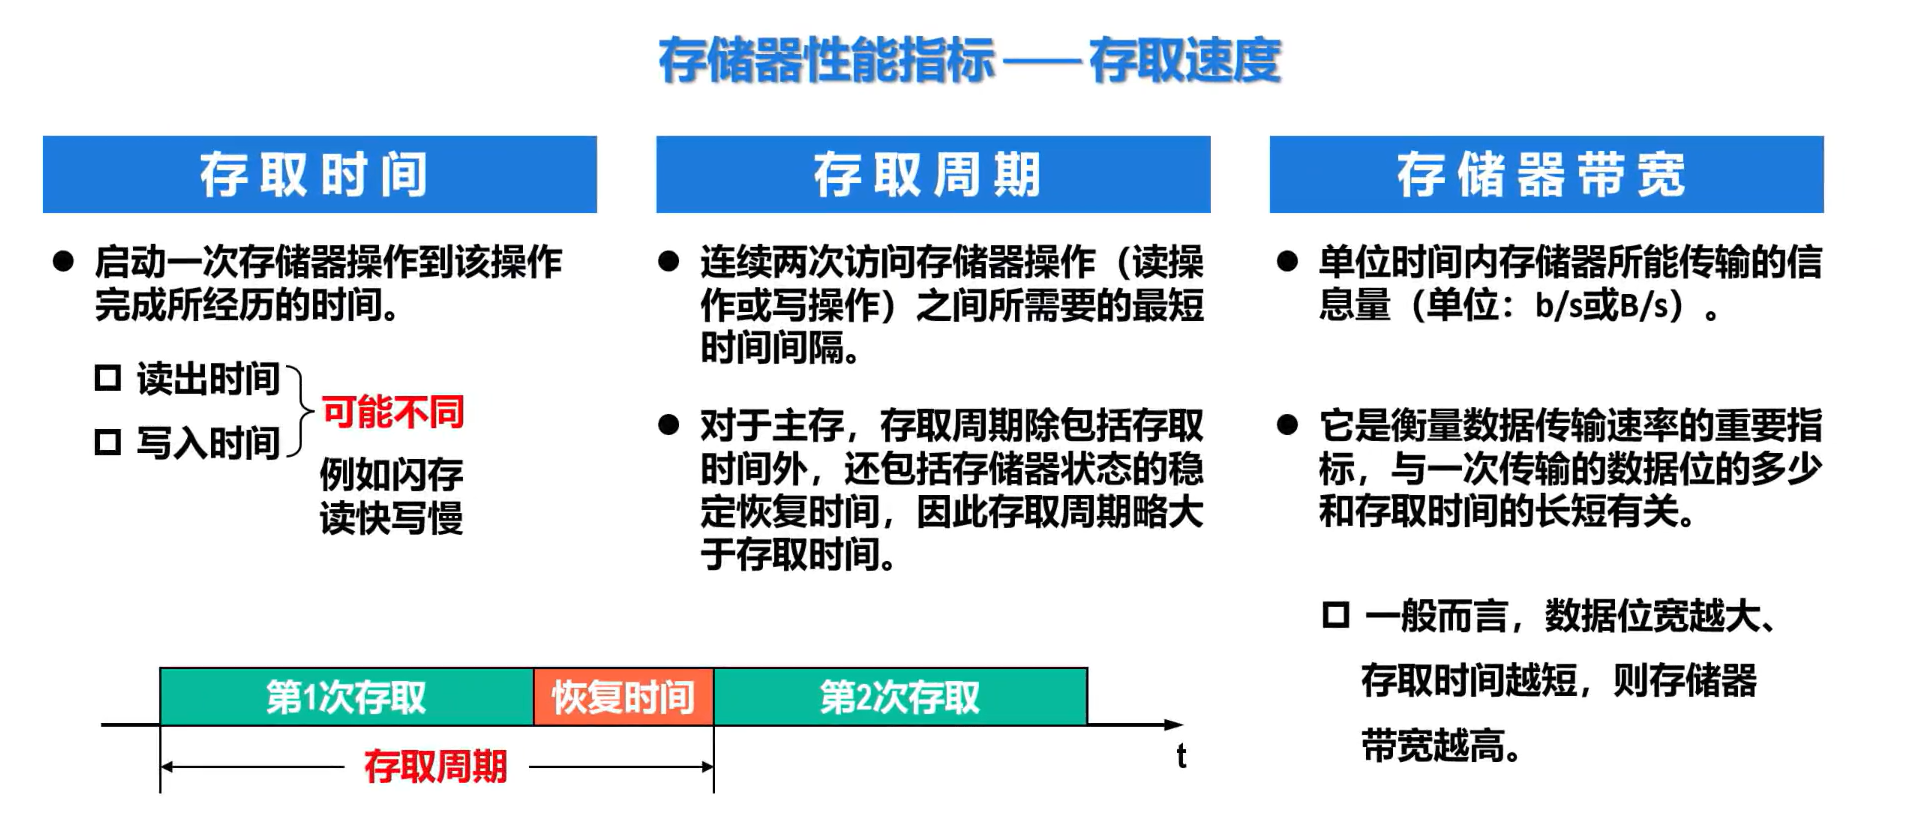 存储器性能指标——存取速度
存取时间
● 启动一次存储器操作到该操作
完成所经历的时间。
读出时间
写入时间
可能不同
例如闪存
读快写慢
存取周期
● 连续两次访问存储器操作（读操
作或写操作）之间所需要的最短
时间间隔。
● 对于主存，存取周期除包括存取
时间外，还包括存储器状态的稳
定恢复时间，因此存取周期略大
于存取时间。
存储器带宽
● 单位时间内存储器所能传输的信
息量（单位：b/s或B/s）。
● 它是衡量数据传输速率的重要指
标，与一次传输的数据位的多少
和存取时间的长短有关。
一般而言，数据位宽越大、
存取时间越短，则存储器
带宽越高。
第1次存取
恢复时间
第2次存取
存取周期
t